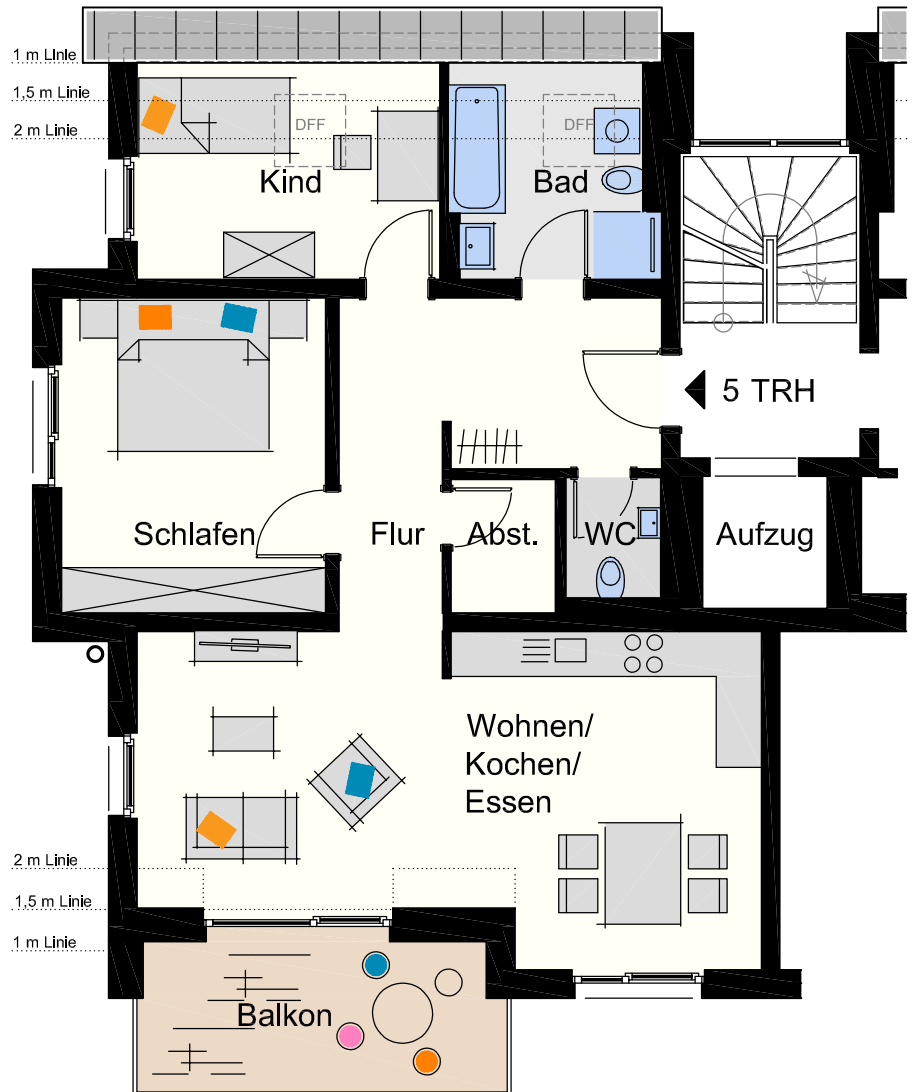 1 m Linie
1,5 m Linie
2 m Linie
DFF
DFF
Kind
Bad
5 TRH
Schlafen
Flur
Abst.
WC
Aufzug
Wohnen/
Kochen/
Essen
2 m Linie
1,5 m Linie
1 m Linie
Balkon